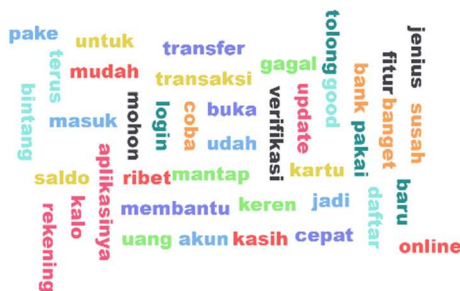 pake
untuk
transfer
tolong
jenius
terus
mudah
transaksi
gagal
good
fitur
bintang
masuk
mohon
login
coba
buka
verifikasi
update
bank
banget
susah
udah
pakai
saldo
aplikasinya
ribet
mantap
kartu
baru
rekening
kalo
membantu
keren
jadi
daftar
uang
akun
kasih
cepat
online